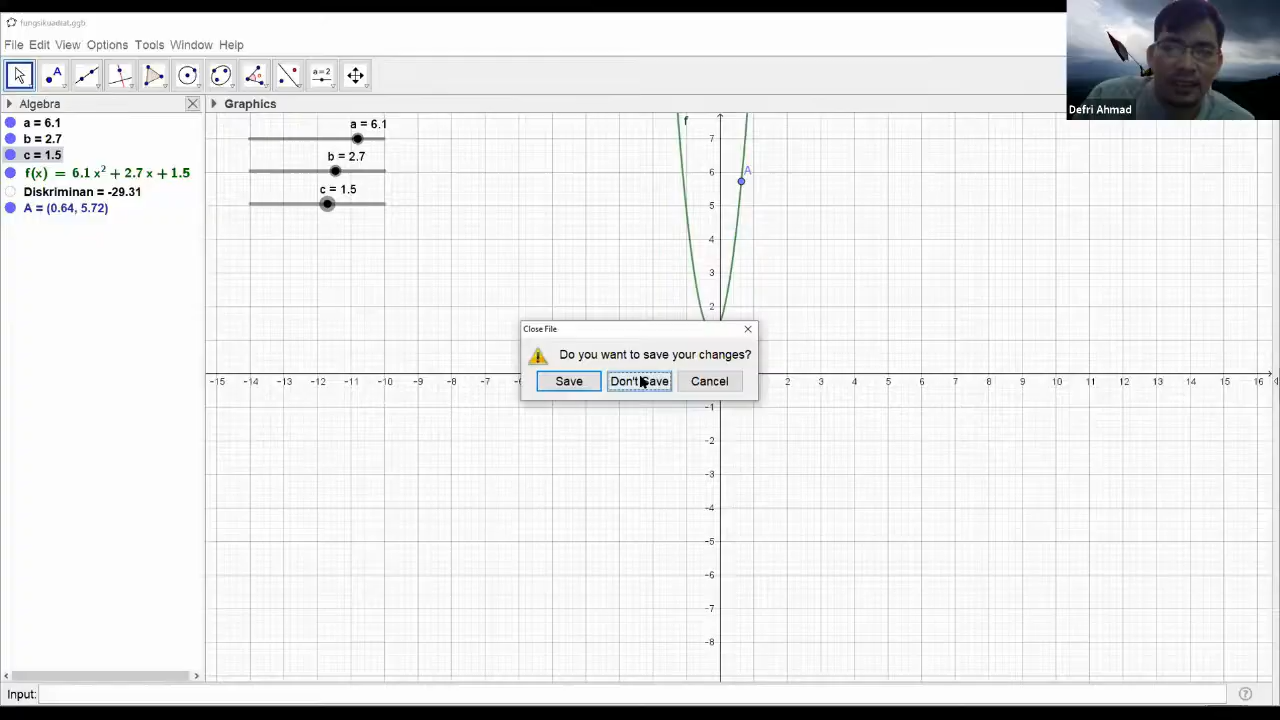 fungsikuadrat.ggb
File Edit View Options Tools Window Help
A
a=2
Algebra
Graphics
a = 6.1
b = 2.7
c = 1.5
f(x) = 6.1 x² + 2.7 x + 1.5
Diskriminan = -29.31
A = (0.64, 5.72)
a = 6.1
b = 2.7
c = 1.5
f
A
7
6
5
4
3
2
Close File
Do you want to save your changes?
Save Don't Save Cancel
-15 -14 -13 -12 -11 -10 -9 -8 -7 2 3 4 5 6 7 8 9 10 11 12 13 14 15 16
-1
-2
-3
-4
-5
-6
-7
-8
Input:
Defri Ahmad